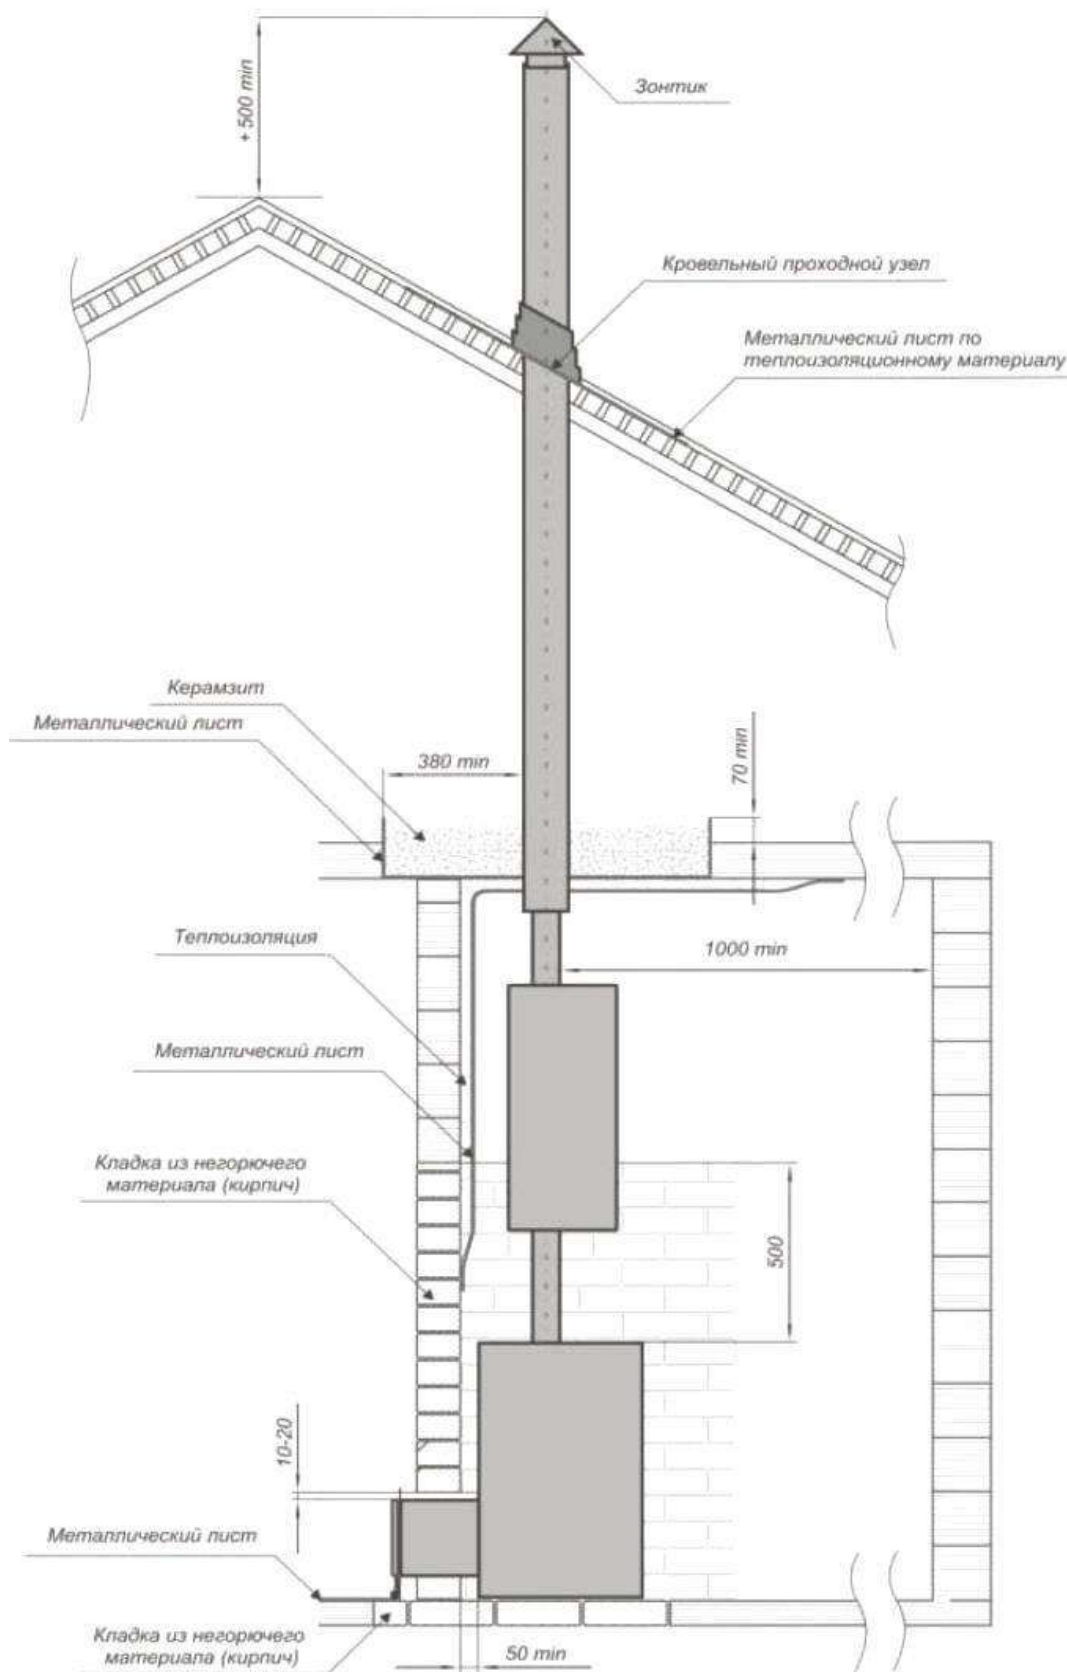 + 500 min
Зонтик
Кровельный проходной узел
Металлический лист по
теплоизоляционному материалу
Керамзит
Металлический лист
380 min
70 min
Теплоизоляция
1000 min
Металлический лист
Кладка из негорючего
материала (кирпич)
500
10-20
Металлический лист
Кладка из негорючего
материала (кирпич)
50 min